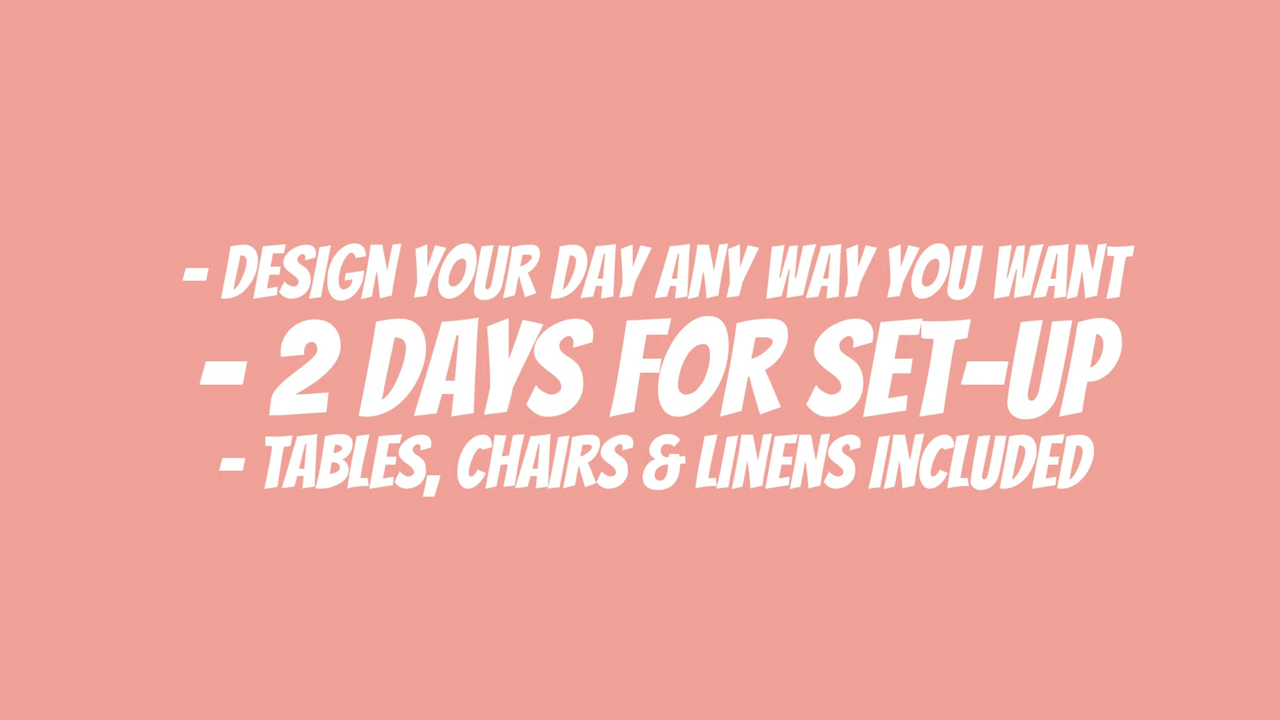 - DESIGN YOUR DAY ANY WAY YOU WANT
- 2 DAYS FOR SET-UP
- TABLES, CHAIRS & LINENS INCLUDED